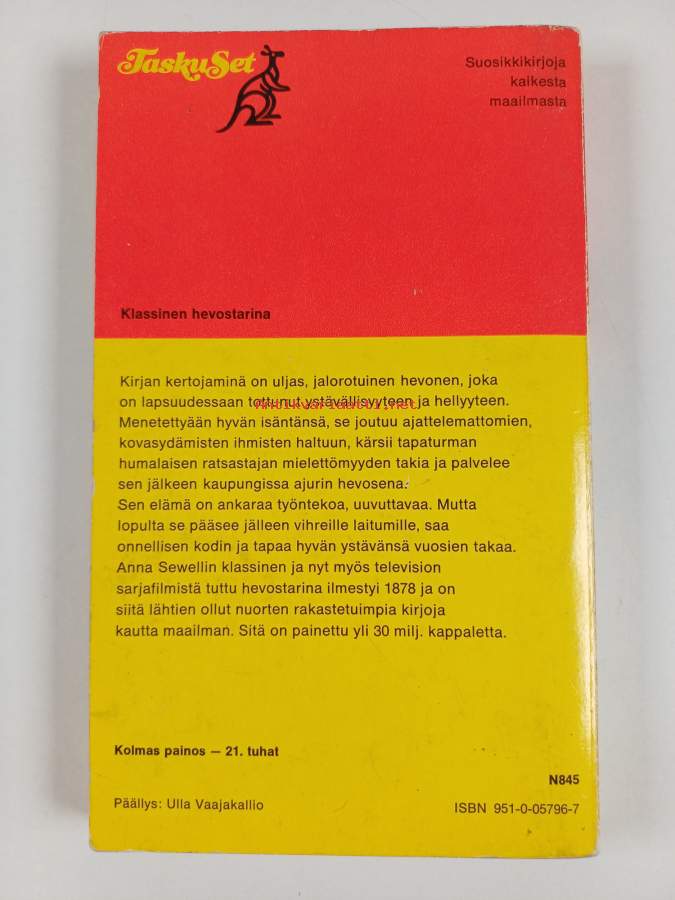 TaskuSet
Suosikkikirjoja
kaikesta
maailmasta
Klassinen hevostarina
Kirjan kertojaminä on uljas, jalorotuinen hevonen, joka
on lapsuudessaan tottunut ystävällisyyteen ja hellyyteen.
Antikvariaatti.net
Menetettyään hyvän isäntänsä, se joutuu ajattelemattomien,
kovasydämisten ihmisten haltuun, kärsii tapaturman
humalaisen ratsastajan mielettömyyden takia ja palvelee
sen jälkeen kaupungissa ajurin hevosena.
Sen elämä on ankaraa työntekoa, uuvuttavaa. Mutta
lopulta se pääsee jälleen vihreille laitumille, saa
onnellisen kodin ja tapaa hyvän ystävänsä vuosien takaa.
Anna Sewellin klassinen ja nyt myös television
sarjafilmistä tuttu hevostarina ilmestyi 1878 ja on
siitä lähtien ollut nuorten rakastetuimpia kirjoja
kautta maailman. Sitä on painettu yli 30 milj. kappaletta.
Kolmas painos — 21. tuhat
N845
Päällys: Ulla Vaajakallio
ISBN 951-0-05796-7